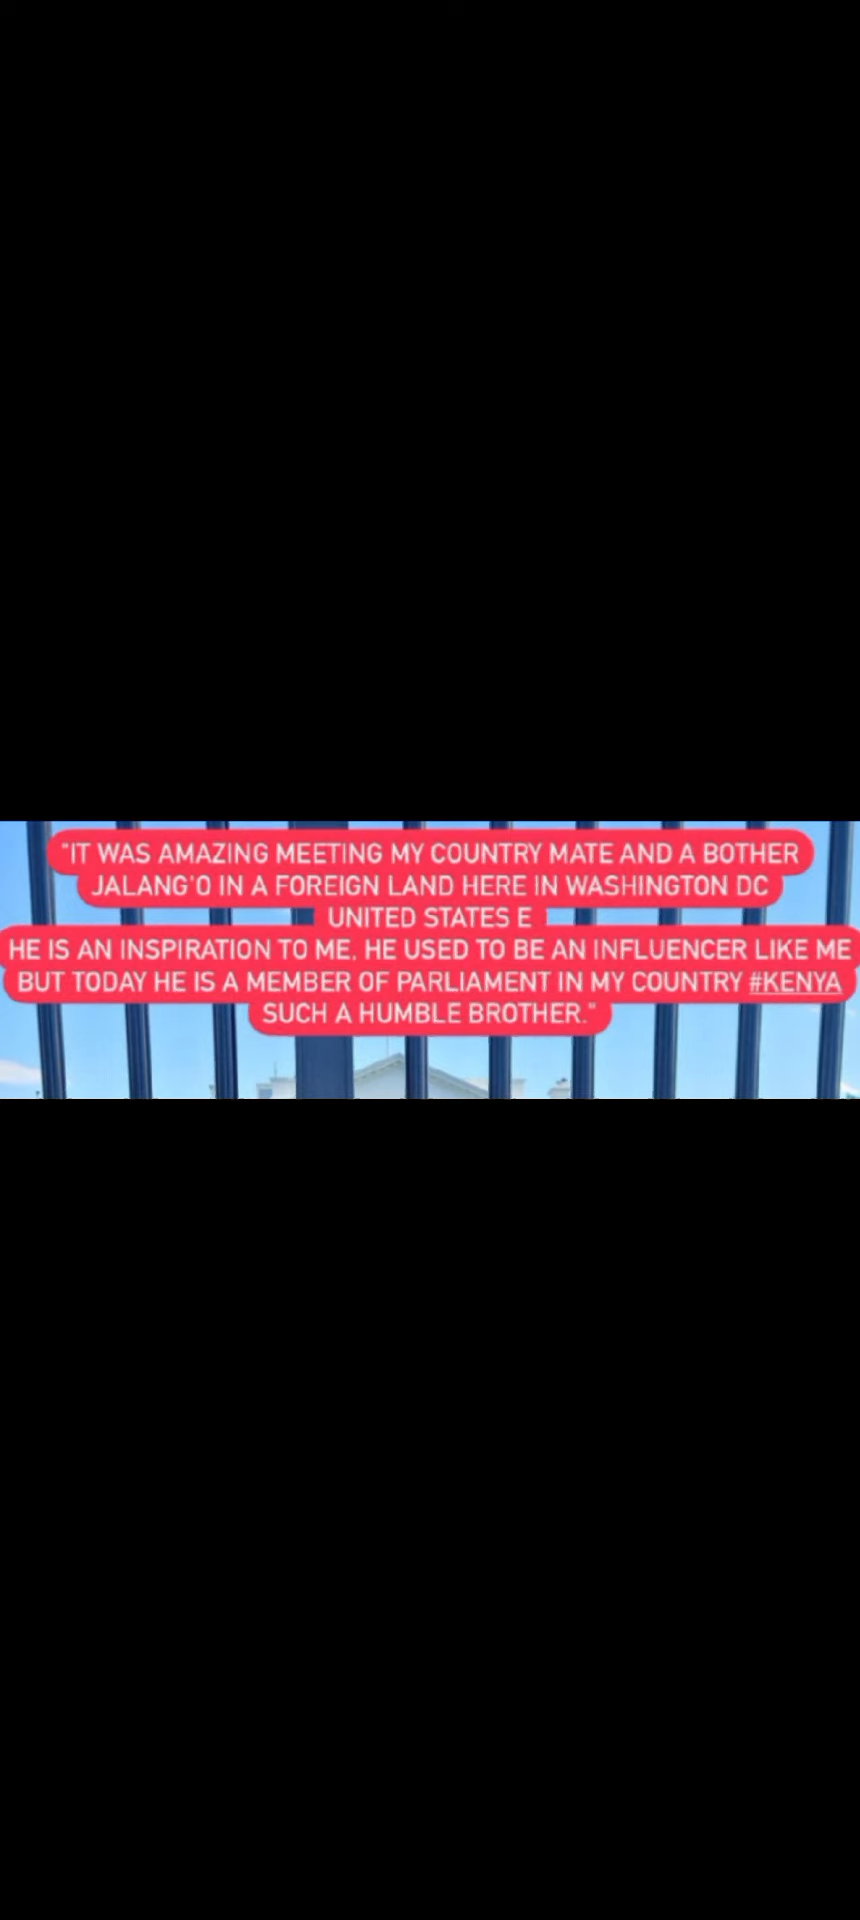 "IT WAS AMAZING MEETING MY COUNTRY MATE AND A BOTHER
JALANG'O IN A FOREIGN LAND HERE IN WASHINGTON DC
UNITED STATES E
HE IS AN INSPIRATION TO ME, HE USED TO BE AN INFLUENCER LIKE ME
BUT TODAY HE IS A MEMBER OF PARLIAMENT IN MY COUNTRY #KENYA
SUCH A HUMBLE BROTHER."